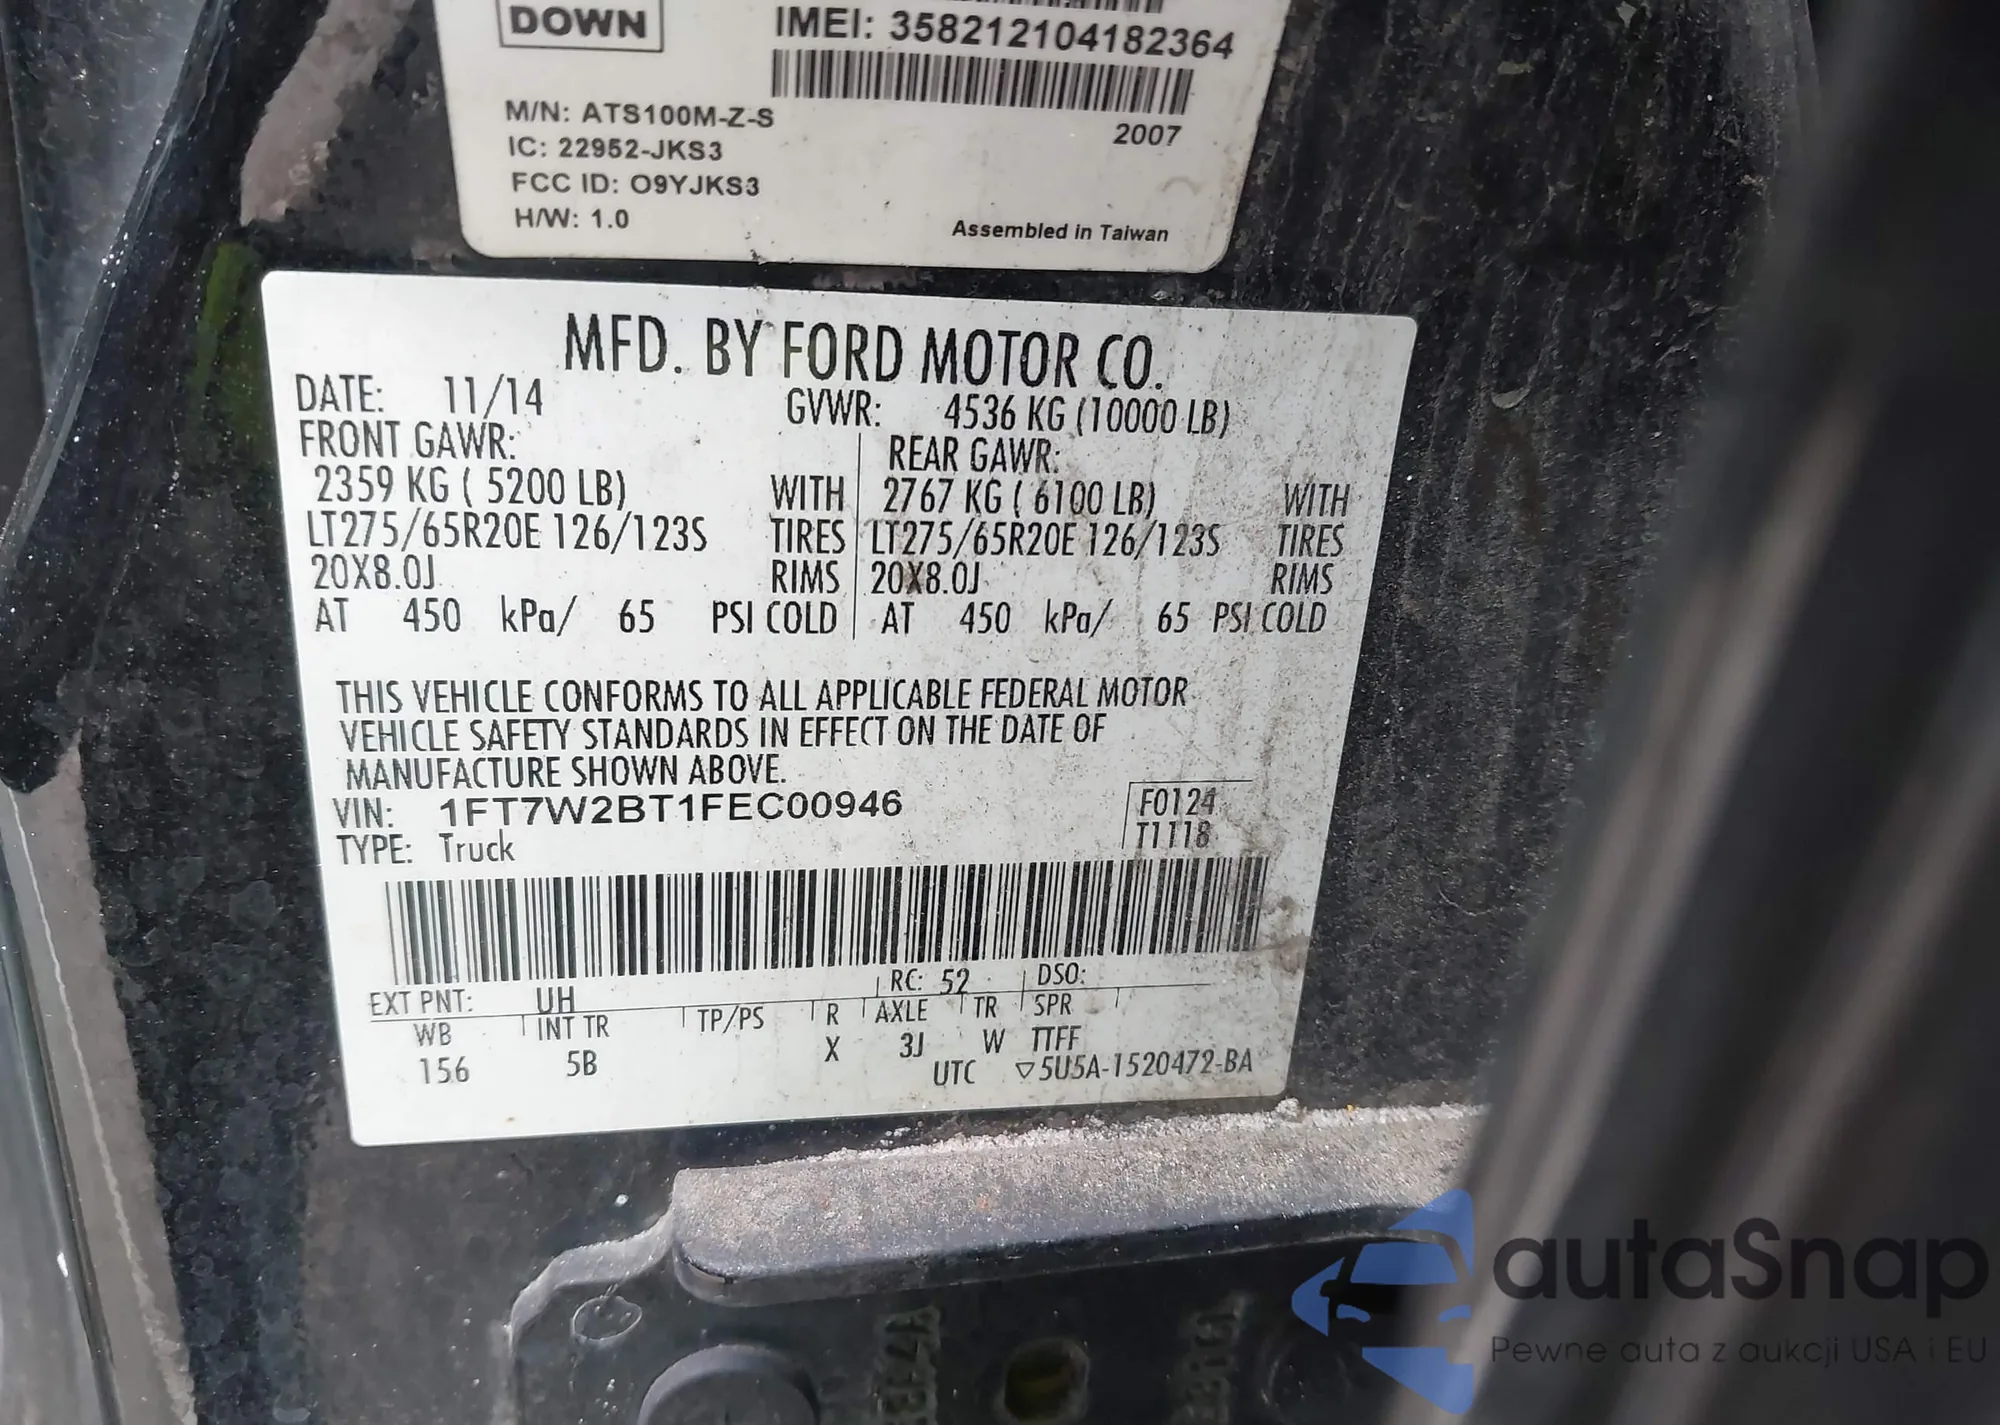 DOWN
IMEI: 358212104182364
M/N: ATS100M-Z-S
2007
IC: 22952-JKS3
FCC ID: O9YJKS3
H/W: 1.0
Assembled in Taiwan
MFD. BY FORD MOTOR CO.
DATE: 11/14 GVWR: 4536 KG (10000 LB)
FRONT GAWR: REAR GAWR:
2359 KG ( 5200 LB) WITH 2767 KG ( 6100 LB) WITH
LT275/65R20E 126/123S TIRES LT275/65R20E 126/123S TIRES
20X8.0J RIMS 20X8.0J RIMS
AT 450 kPa/ 65 PSI COLD AT 450 kPa/ 65 PSI COLD
THIS VEHICLE CONFORMS TO ALL APPLICABLE FEDERAL MOTOR
VEHICLE SAFETY STANDARDS IN EFFECT ON THE DATE OF
MANUFACTURE SHOWN ABOVE.
VIN: 1FT7W2BT1FEC00946 F0124
TYPE: Truck T1118
EXT PNT: UH RC: 52 DSO:
WB INT TR TP/PS R AXLE TR SPR
156 5B X 3J W TTFF
UTC ▽5U5A-1520472-BA
autaSnap
Pewne auta z aukcji USA i EU